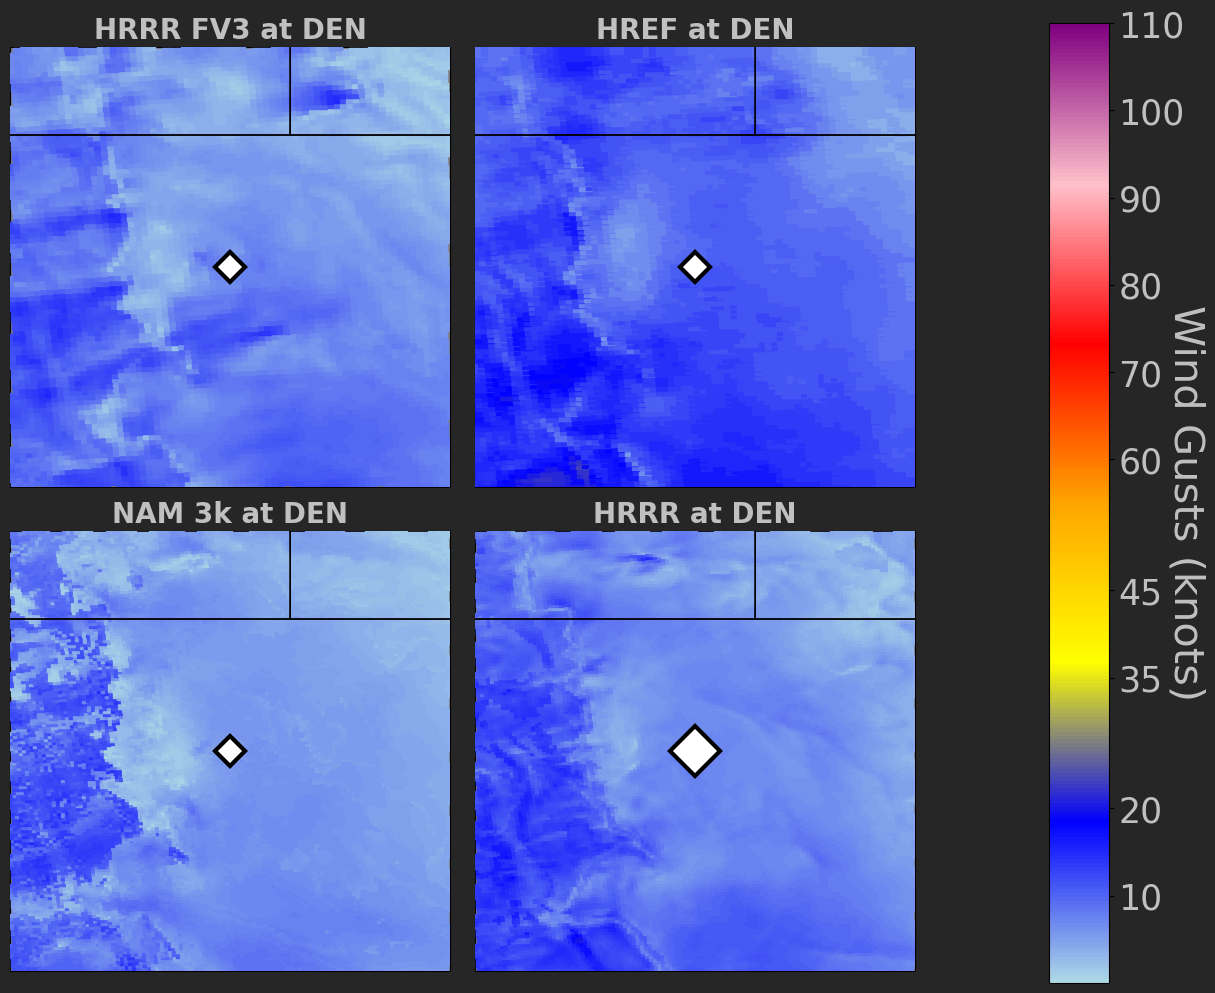 HRRR FV3 at DEN
HREF at DEN
NAM 3k at DEN
HRRR at DEN
110
100
90
80
70
60
45
35
20
10
Wind Gusts (knots)